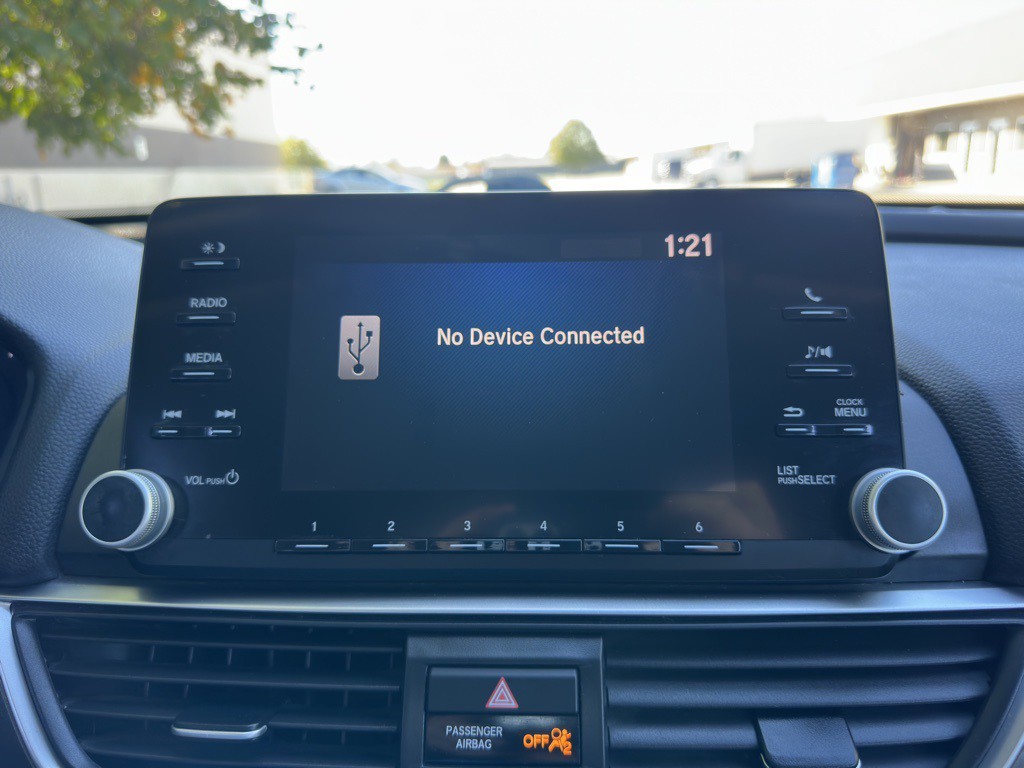 1:21
RADIO
No Device Connected
MEDIA
CLOCK
MENU
VOL PUSH
LIST
PUSH SELECT
1 2 3 4 5 6
PASSENGER
AIRBAG
OFF
2